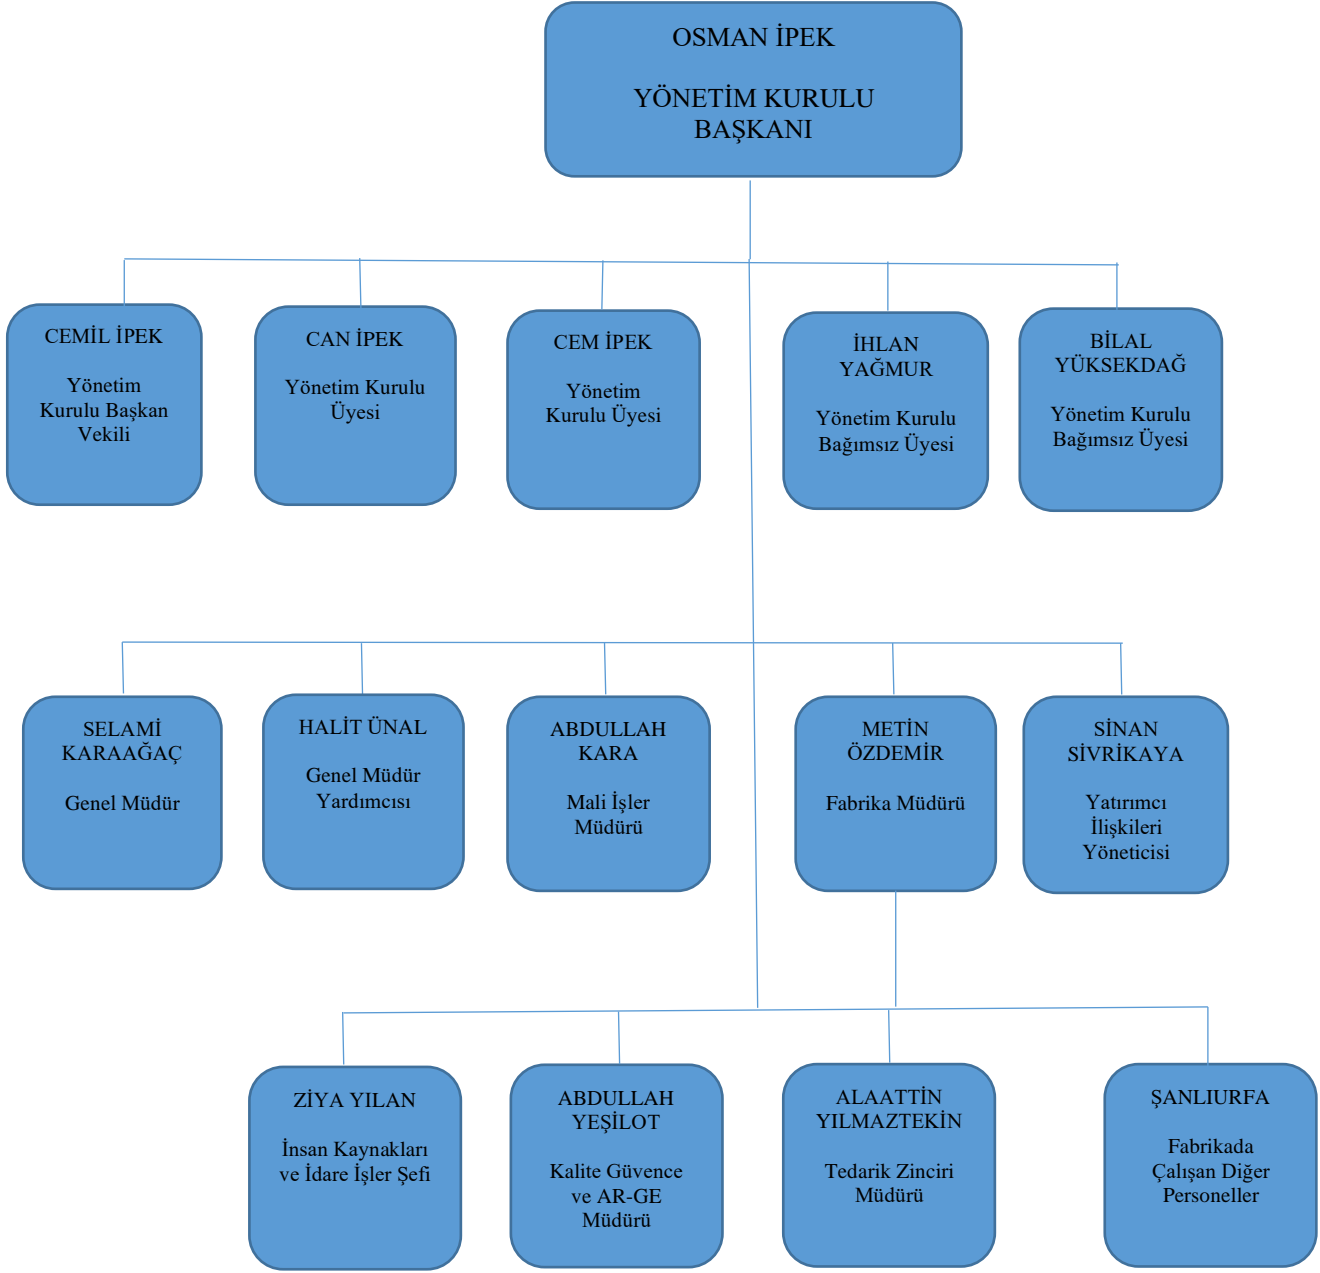 OSMAN İPEK
YÖNETİM KURULU
BAŞKANI
CEMİL İPEK
Yönetim
Kurulu Başkan
Vekili
CAN İPEK
Yönetim Kurulu
Üyesi
CEM İPEK
Yönetim
Kurulu Üyesi
İHLAN
YAĞMUR
Yönetim Kurulu
Bağımsız Üyesi
BİLAL
YÜKSEKDAĞ
Yönetim Kurulu
Bağımsız Üyesi
SELAMİ
KARAAĞAÇ
Genel Müdür
HALİT ÜNAL
Genel Müdür
Yardımcısı
ABDULLAH
KARA
Mali İşler
Müdürü
METİN
ÖZDEMİR
Fabrika Müdürü
SİNAN
SİVRİKAYA
Yatırımcı
İlişkileri
Yöneticisi
ZİYA YILAN
İnsan Kaynakları
ve İdare İşler Şefi
ABDULLAH
YEŞİLOT
Kalite Güvence
ve AR-GE
Müdürü
ALAATTİN
YILMAZTEKİN
Tedarik Zinciri
Müdürü
ŞANLIURFA
Fabrikada
Çalışan Diğer
Personeller